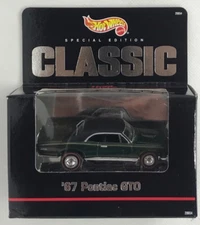 Hot Wheels
SPECIAL EDITION
CLASSIC
'67 Pontiac GTO